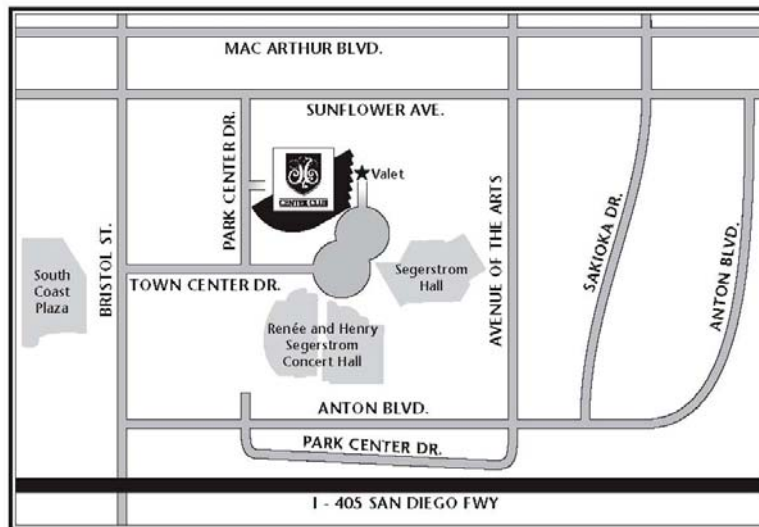 MAC ARTHUR BLVD.
SUNFLOWER AVE.
PARK CENTER DR.
CENTER CLUB
Valet
AVENUE OF THE ARTS
SAKIOKA DR.
ANTON BLVD.
BRISTOL ST.
South
Coast
Plaza
TOWN CENTER DR.
Segerstrom
Hall
Renée and Henry
Segerstrom
Concert Hall
ANTON BLVD.
PARK CENTER DR.
I - 405 SAN DIEGO FWY